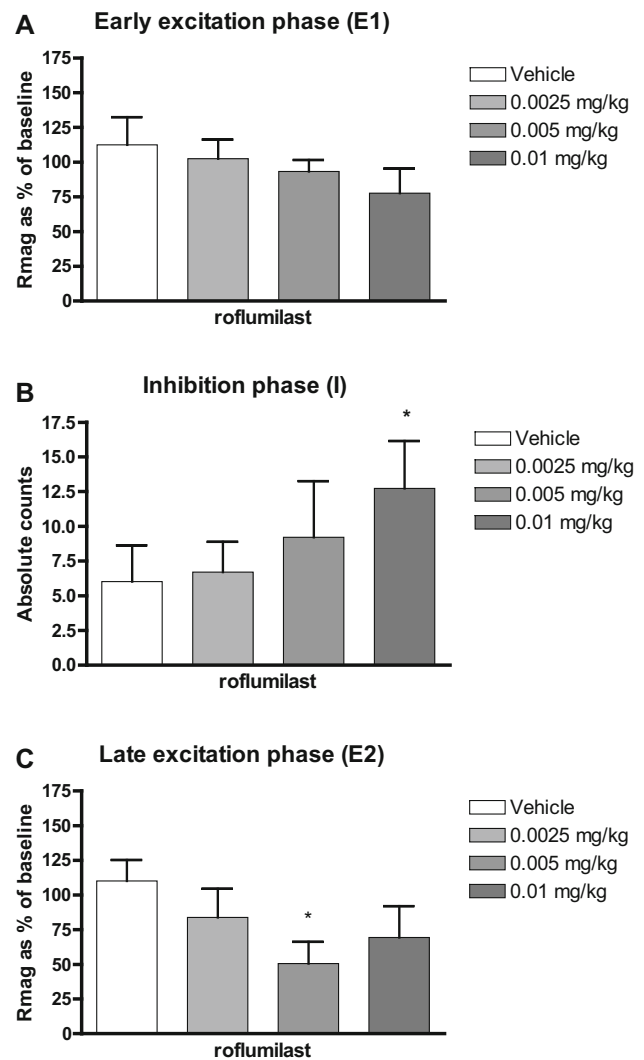 A Early excitation phase (E1)
175
150
125
100
75
50
25
0
Rmag as % of baseline
roflumilast
Vehicle
0.0025 mg/kg
0.005 mg/kg
0.01 mg/kg
B Inhibition phase (I)
17.5
15.0
12.5
10.0
7.5
5.0
2.5
0.0
Absolute counts
*
roflumilast
Vehicle
0.0025 mg/kg
0.005 mg/kg
0.01 mg/kg
C Late excitation phase (E2)
175
150
125
100
75
50
25
0
Rmag as % of baseline
*
roflumilast
Vehicle
0.0025 mg/kg
0.005 mg/kg
0.01 mg/kg